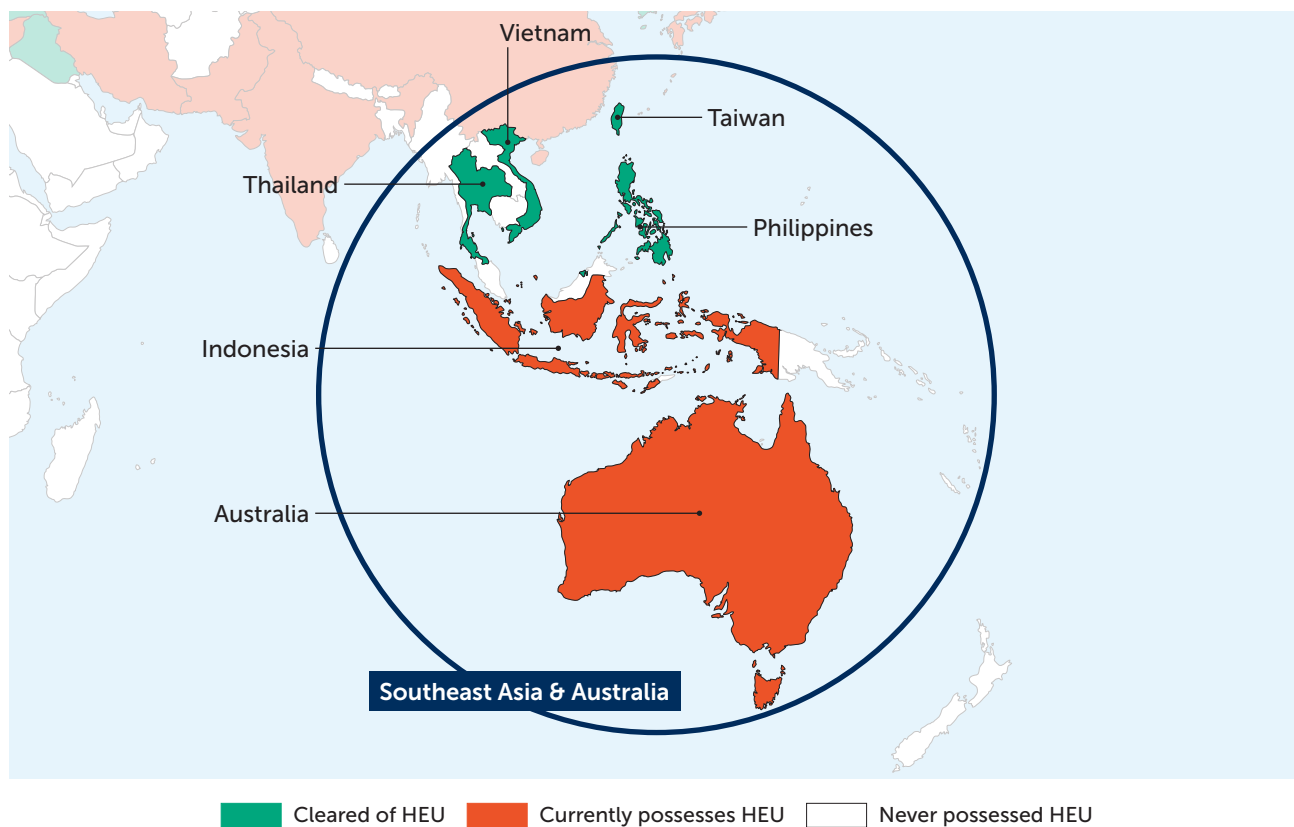 Vietnam
Taiwan
Thailand
Philippines
Indonesia
Australia
Southeast Asia & Australia
Cleared of HEU
Currently possesses HEU
Never possessed HEU